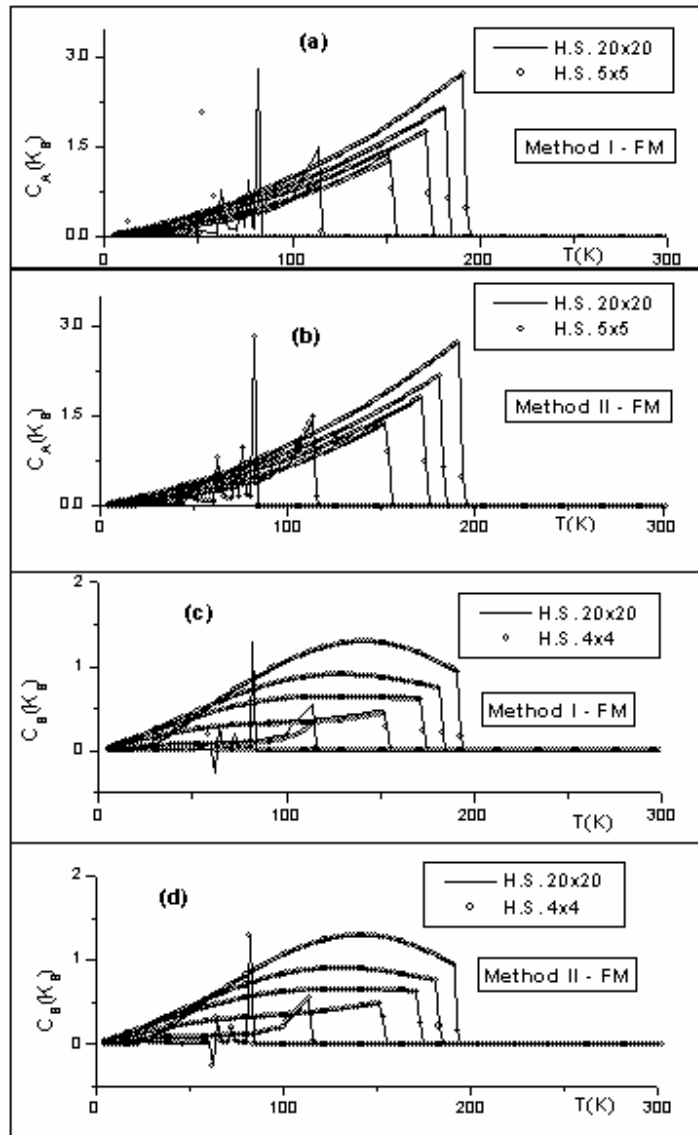 (a)
H.S. 20x20
H.S. 5x5
Method I - FM
C_A(K_B)
3.0
1.5
0.0
0
100
200
300
T(K)
(b)
H.S. 20x20
H.S. 5x5
Method II - FM
C_A(K_B)
3.0
1.5
0.0
0
100
200
300
T(K)
(c)
H.S. 20x20
H.S. 4x4
Method I - FM
C_B(K_B)
2
1
0
0
100
200
300
T(K)
(d)
H.S. 20x20
H.S. 4x4
Method II - FM
C_B(K_B)
2
1
0
0
100
200
300
T(K)